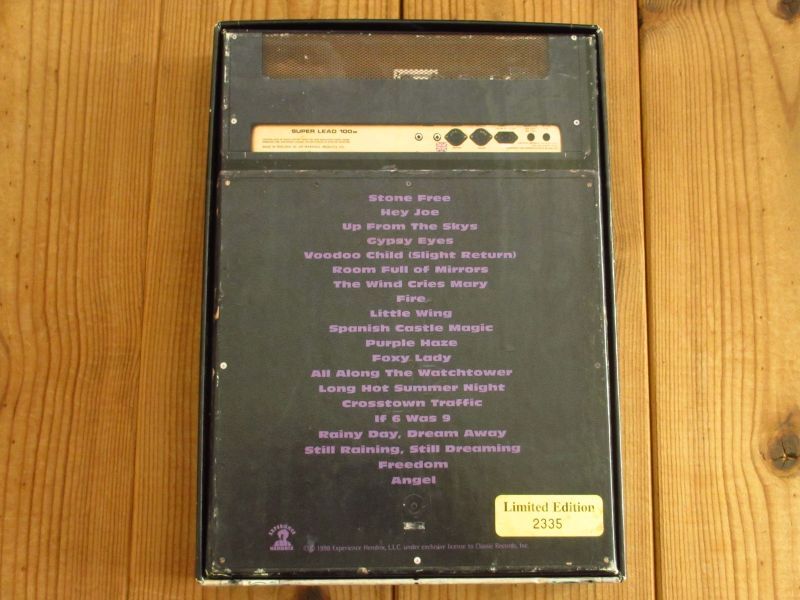 SUPER LEAD 100w
Stone Free
Hey Joe
Up From The Skys
Gypsy Eyes
Voodoo Child (Slight Return)
Room Full of Mirrors
The Wind Cries Mary
Fire
Little Wing
Spanish Castle Magic
Purple Haze
Foxy Lady
All Along The Watchtower
Long Hot Summer Night
Crosstown Traffic
If 6 Was 9
Rainy Day, Dream Away
Still Raining, Still Dreaming
Freedom
Angel
Limited Edition
2335
EXPERIENCE
HENDRIX
1998 Experience Hendrix, L.L.C. under exclusive license to Classic Records, Inc.